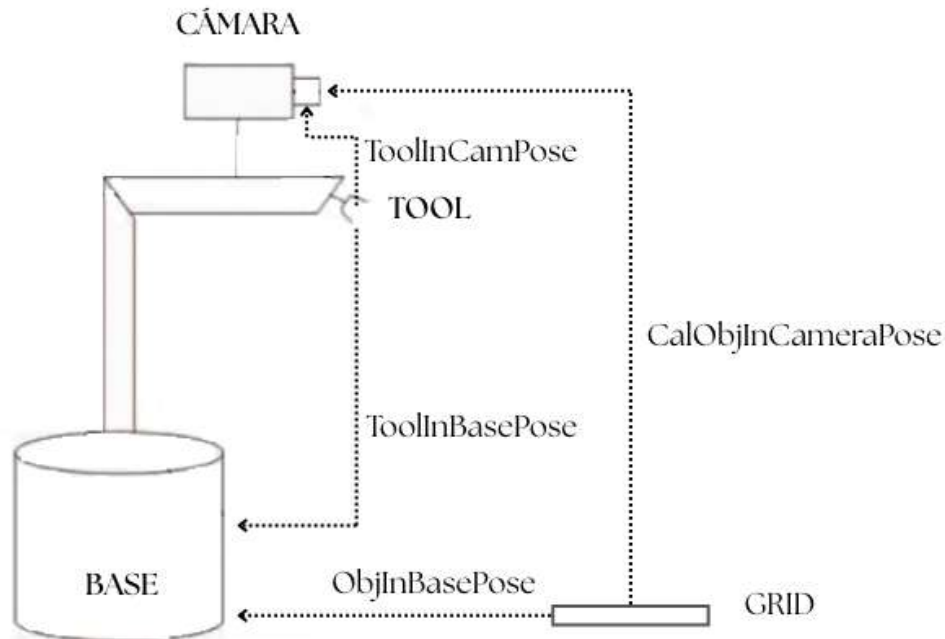 CÁMARA
ToolInCamPose
TOOL
CalObjInCameraPose
ToolInBasePose
BASE
ObjInBasePose
GRID